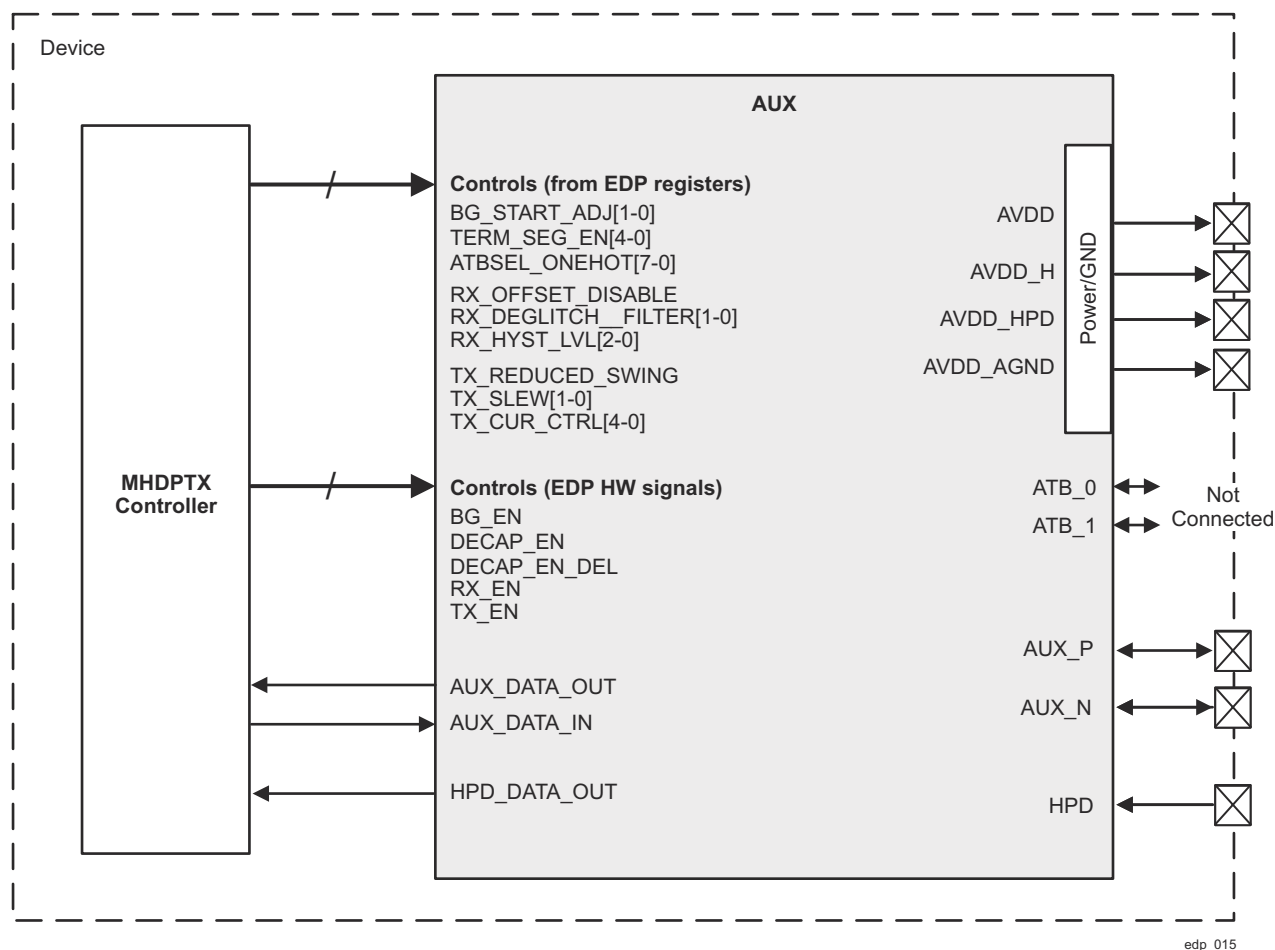 Device
AUX
MHDPTX
Controller
Controls (from EDP registers)
BG_START_ADJ[1-0]
TERM_SEG_EN[4-0]
ATBSEL_ONEHOT[7-0]
RX_OFFSET_DISABLE
RX_DEGLITCH__FILTER[1-0]
RX_HYST_LVL[2-0]
TX_REDUCED_SWING
TX_SLEW[1-0]
TX_CUR_CTRL[4-0]
Controls (EDP HW signals)
BG_EN
DECAP_EN
DECAP_EN_DEL
RX_EN
TX_EN
AUX_DATA_OUT
AUX_DATA_IN
HPD_DATA_OUT
AVDD
AVDD_H
AVDD_HPD
AVDD_AGND
Power/GND
ATB_0
ATB_1
Not
Connected
AUX_P
AUX_N
HPD
edp_015